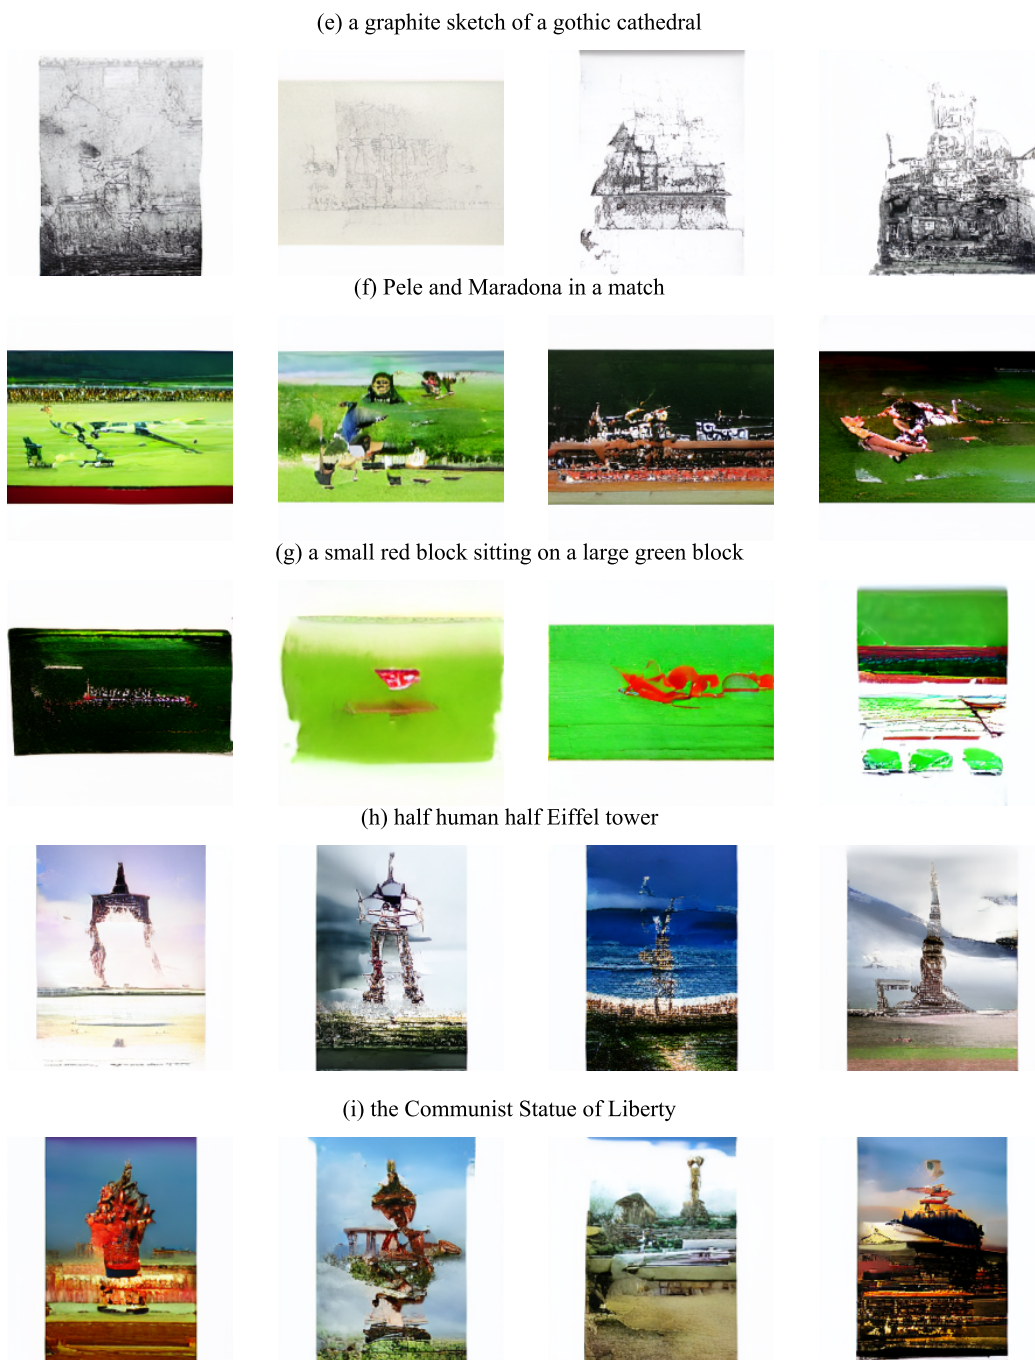 (e) a graphite sketch of a gothic cathedral
(f) Pele and Maradona in a match
(g) a small red block sitting on a large green block
(h) half human half Eiffel tower
(i) the Communist Statue of Liberty